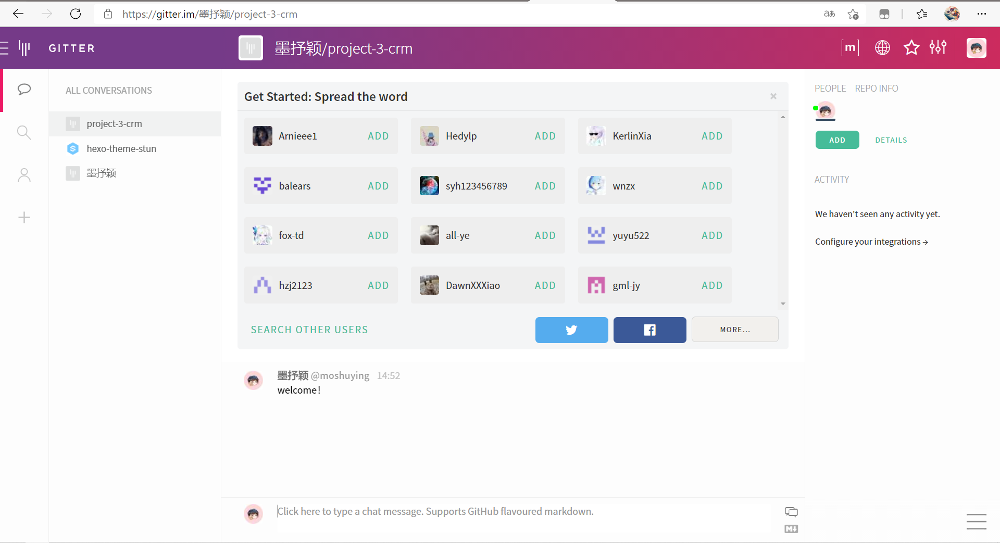 https://gitter.im/墨抒颖/project-3-crm
aあ
GITTER
墨抒颖/project-3-crm
[m]
ALL CONVERSATIONS
project-3-crm
hexo-theme-stun
墨抒颖
Get Started: Spread the word
×
Arnieee1 ADD
Hedylp ADD
KerlinXia ADD
balears ADD
syh123456789 ADD
wnzx ADD
fox-td ADD
all-ye ADD
yuyu522 ADD
hzj2123 ADD
DawnXXXiao ADD
gml-jy ADD
SEARCH OTHER USERS
MORE...
墨抒颖 @moshuying 14:52
welcome!
Click here to type a chat message. Supports GitHub flavoured markdown.
PEOPLE REPO INFO
ADD DETAILS
ACTIVITY
We haven't seen any activity yet.
Configure your integrations →